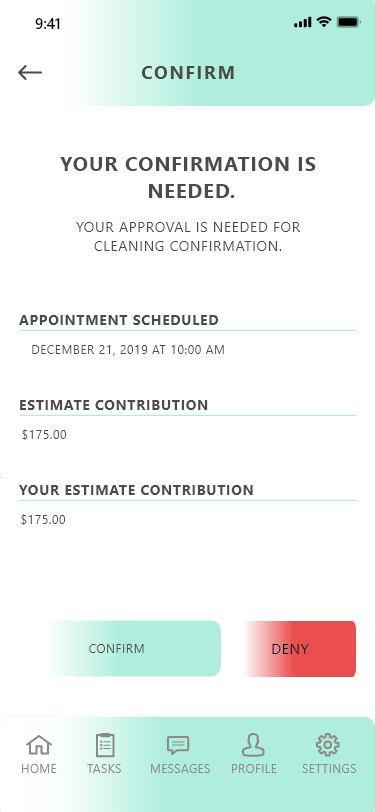 9:41
CONFIRM
YOUR CONFIRMATION IS
NEEDED.
YOUR APPROVAL IS NEEDED FOR
CLEANING CONFIRMATION.
APPOINTMENT SCHEDULED
DECEMBER 21, 2019 AT 10:00 AM
ESTIMATE CONTRIBUTION
$175.00
YOUR ESTIMATE CONTRIBUTION
$175.00
CONFIRM DENY
HOME TASKS MESSAGES PROFILE SETTINGS